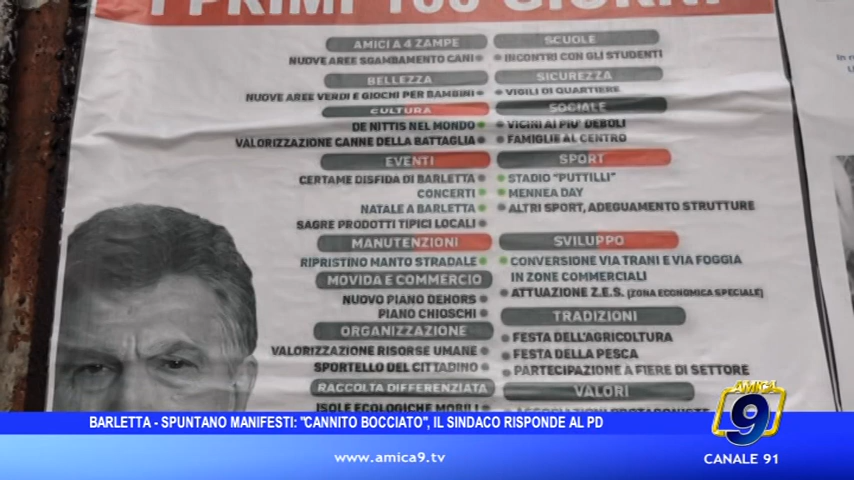 I PRIMI 100 GIORNI
AMICI A 4 ZAMPE
NUOVE AREE SGAMBAMENTO CANI
BELLEZZA
NUOVE AREE VERDI E GIOCHI PER BAMBINI
CULTURA
DE NITTIS NEL MONDO
VALORIZZAZIONE CANNE DELLA BATTAGLIA
EVENTI
CERTAME DISFIDA DI BARLETTA
CONCERTI
NATALE A BARLETTA
SAGRE PRODOTTI TIPICI LOCALI
MANUTENZIONI
RIPRISTINO MANTO STRADALE
MOVIDA E COMMERCIO
NUOVO PIANO DEHORS
PIANO CHIOSCHI
ORGANIZZAZIONE
VALORIZZAZIONE RISORSE UMANE
SPORTELLO DEL CITTADINO
RACCOLTA DIFFERENZIATA
ISOLE ECOLOGICHE MOBILI
SCUOLE
INCONTRI CON GLI STUDENTI
SICUREZZA
VIGILI DI QUARTIERE
SOCIALE
VICINI AI PIU' DEBOLI
FAMIGLIE AL CENTRO
SPORT
STADIO "PUTTILLI"
MENNEA DAY
ALTRI SPORT, ADEGUAMENTO STRUTTURE
SVILUPPO
CONVERSIONE VIA TRANI E VIA FOGGIA
IN ZONE COMMERCIALI
ATTUAZIONE Z.E.S. (ZONA ECONOMICA SPECIALE)
TRADIZIONI
FESTA DELL'AGRICOLTURA
FESTA DELLA PESCA
PARTECIPAZIONE A FIERE DI SETTORE
VALORI
BARLETTA - SPUNTANO MANIFESTI: "CANNITO BOCCIATO", IL SINDACO RISPONDE AL PD
www.amica9.tv
AMICA
9
CANALE 91